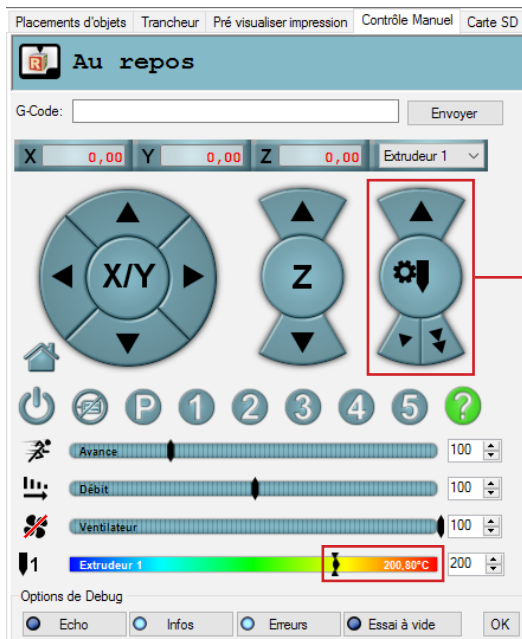 Placements d'objets Trancheur Pré visualiser impression Contrôle Manuel Carte SD
R
Au repos
G-Code: Envoyer
X 0,00 Y 0,00 Z 0,00 Extrudeur 1
X/Y Z
P 1 2 3 4 5 ?
Avance 100
Débit 100
Ventilateur 100
1 Extrudeur 1 200,80°C 200
Options de Debug
Echo Infos Erreurs Essai à vide OK